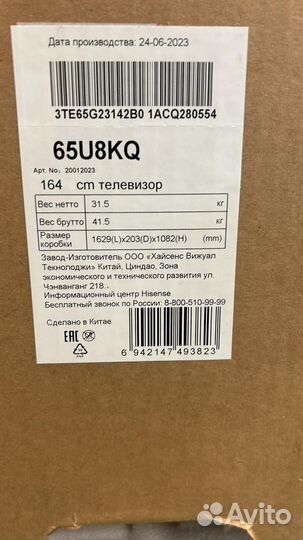 Дата производства: 24-06-2023
3TE65G23142B0 1ACQ280554
65U8KQ
Арт. No: 20012023
164 cm телевизор
Вес нетто 31.5 кг
Вес брутто 41.5 кг
Размер коробки 1629(L)x203(D)x1082(H) (mm)
Завод-Изготовитель ООО «Хайсенс Вижуал
Текнолоджи» Китай, Циндао, Зона
экономического и технического развития ул.
Чэнванганг 218.
Информационный центр Hisense
Бесплатный звонок по России: 8-800-510-99-99
Сделано в Китае
EAC
6 942147 493823
Avito